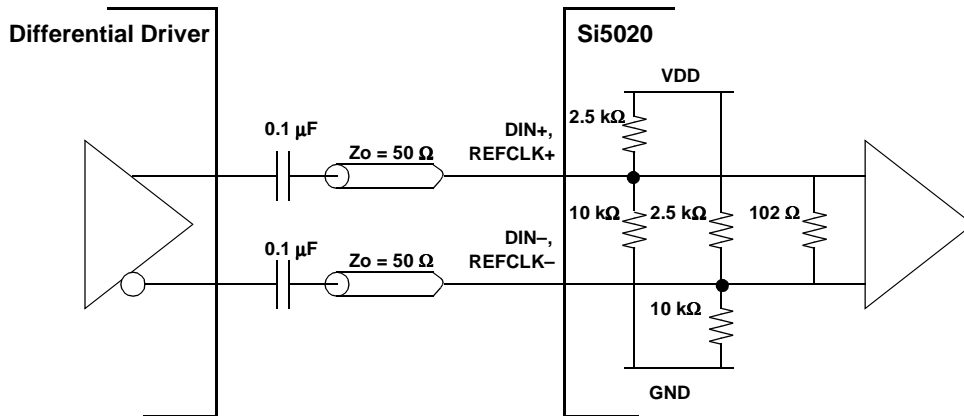 Differential Driver
Si5020
VDD
2.5 kΩ
0.1 µF
DIN+,
REFCLK+
Zo = 50 Ω
10 kΩ
2.5 kΩ
102 Ω
0.1 µF
DIN–,
REFCLK–
Zo = 50 Ω
10 kΩ
GND